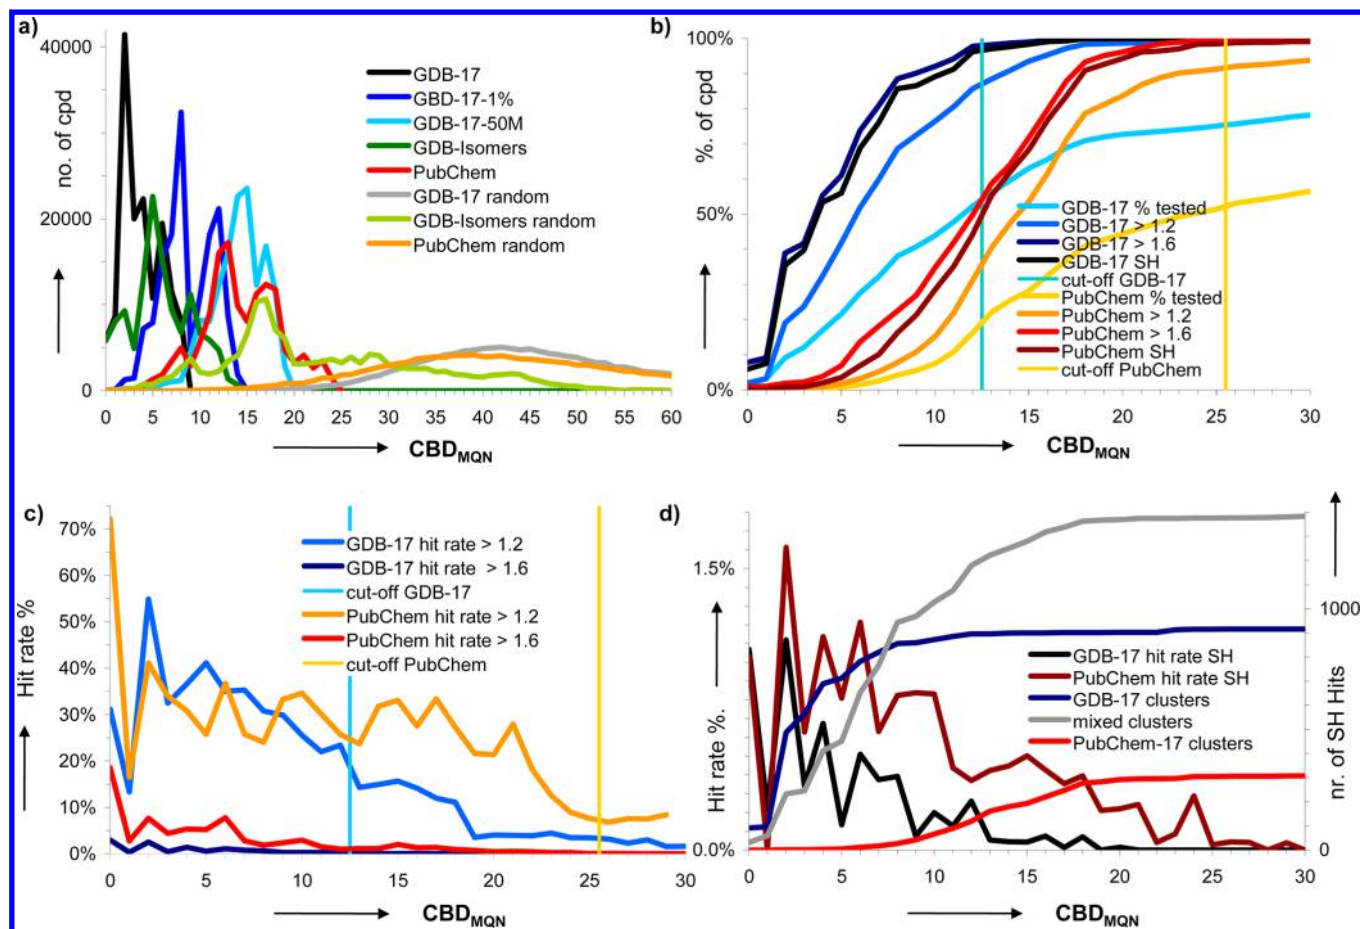 a)
no. of cpd
40000
20000
0
GDB-17
GBD-17-1%
GDB-17-50M
GDB-Isomers
PubChem
GDB-17 random
GDB-Isomers random
PubChem random
0 5 10 15 20 25 30 35 40 45 50 55 60
CBD_MQN
b)
%. of cpd
100%
50%
0%
GDB-17 % tested
GDB-17 > 1.2
GDB-17 > 1.6
GDB-17 SH
cut-off GDB-17
PubChem % tested
PubChem > 1.2
PubChem > 1.6
PubChem SH
cut-off PubChem
0 5 10 15 20 25 30
CBD_MQN
c)
Hit rate %
70%
60%
50%
40%
30%
20%
10%
0%
GDB-17 hit rate > 1.2
GDB-17 hit rate > 1.6
cut-off GDB-17
PubChem hit rate > 1.2
PubChem hit rate > 1.6
cut-off PubChem
0 5 10 15 20 25 30
CBD_MQN
d)
Hit rate %.
1.5%
0.0%
GDB-17 hit rate SH
PubChem hit rate SH
GDB-17 clusters
mixed clusters
PubChem-17 clusters
1000
0
nr. of SH Hits
0 5 10 15 20 25 30
CBD_MQN